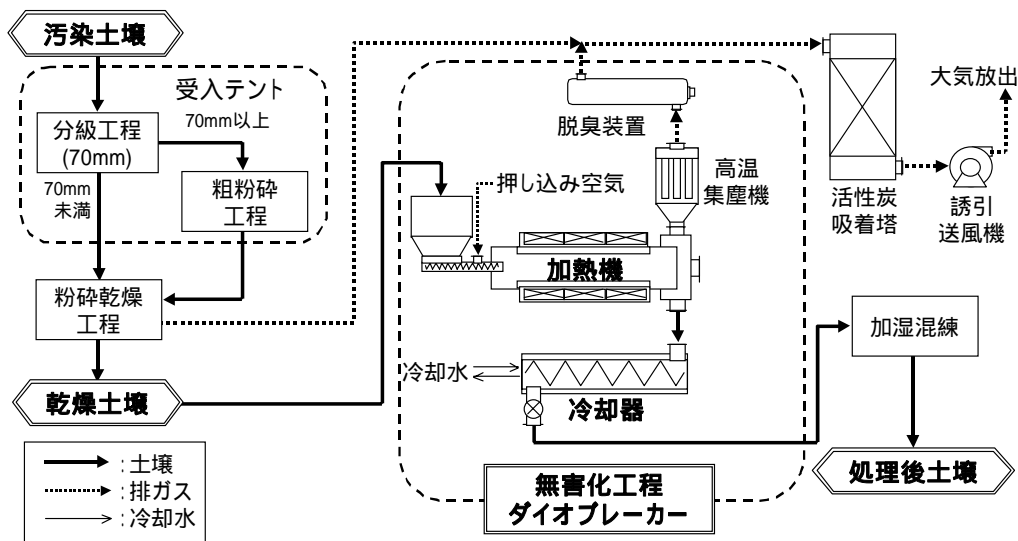 汚染土壌
受入テント
70mm以上
分級工程
(70mm)
70mm
未満
粗粉砕
工程
粉砕乾燥
工程
乾燥土壌
:土壌
:排ガス
:冷却水
押し込み空気
脱臭装置
高温
集塵機
加熱機
冷却水
冷却器
無害化工程
ダイオブレーカー
活性炭
吸着塔
大気放出
誘引
送風機
加湿混練
処理後土壌